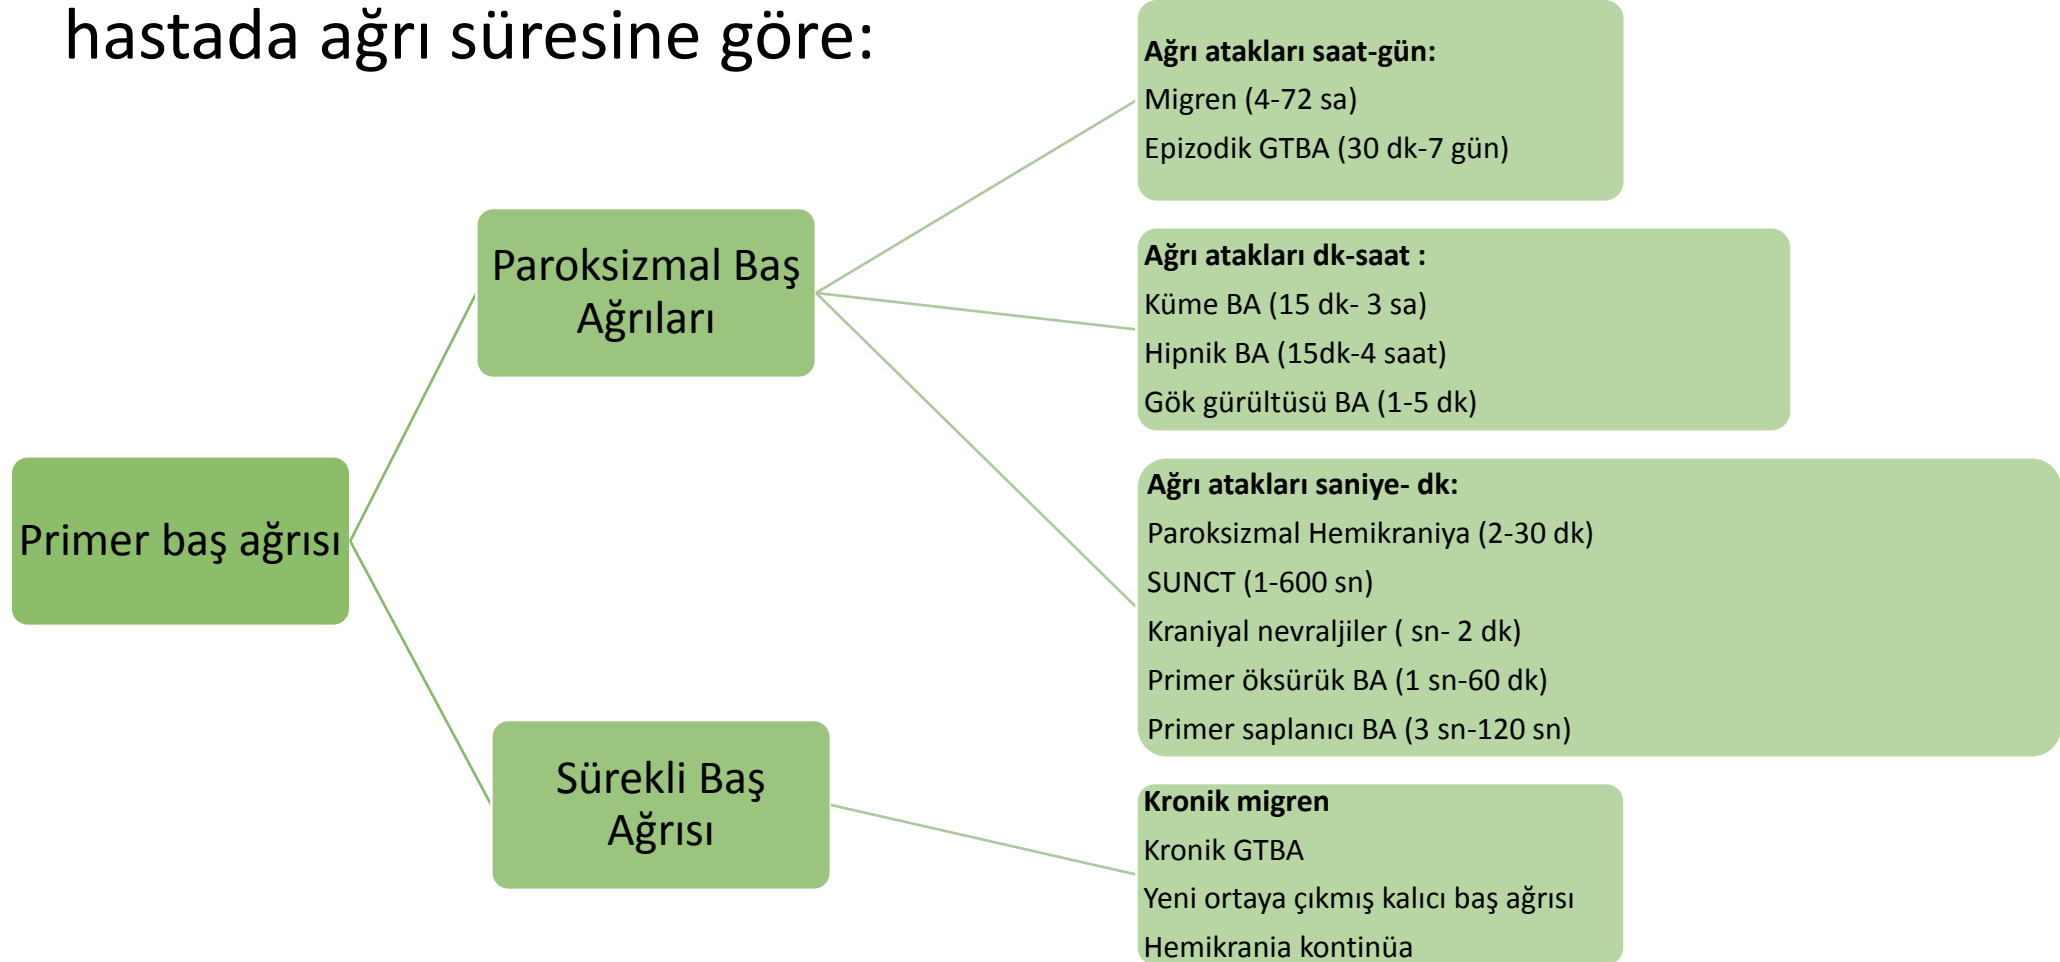 hastada ağrı süresine göre:
Primer baş ağrısı
Paroksizmal Baş
Ağrıları
Ağrı atakları saat-gün:
Migren (4-72 sa)
Epizodik GTBA (30 dk-7 gün)
Ağrı atakları dk-saat :
Küme BA (15 dk- 3 sa)
Hipnik BA (15dk-4 saat)
Gök gürültüsü BA (1-5 dk)
Ağrı atakları saniye- dk:
Paroksizmal Hemikraniya (2-30 dk)
SUNCT (1-600 sn)
Kraniyal nevraljiler ( sn- 2 dk)
Primer öksürük BA (1 sn-60 dk)
Primer saplanıcı BA (3 sn-120 sn)
Sürekli Baş
Ağrısı
Kronik migren
Kronik GTBA
Yeni ortaya çıkmış kalıcı baş ağrısı
Hemikrania kontinüa